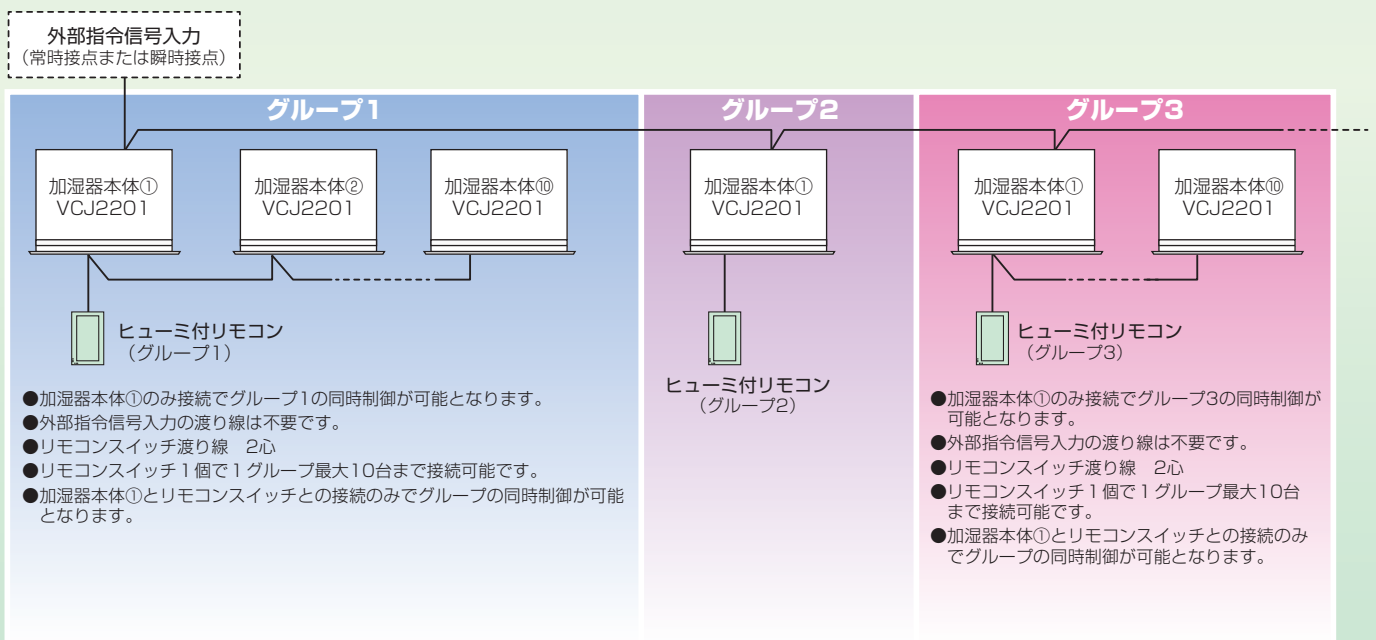 外部指令信号入力
（常時接点または瞬時接点）
グループ1
加湿器本体①
VCJ2201
加湿器本体②
VCJ2201
加湿器本体⑩
VCJ2201
ヒューミ付リモコン
（グループ1）
●加湿器本体①のみ接続でグループ1の同時制御が可能となります。
●外部指令信号入力の渡り線は不要です。
●リモコンスイッチ渡り線　2心
●リモコンスイッチ１個で１グループ最大10台まで接続可能です。
●加湿器本体①とリモコンスイッチとの接続のみでグループの同時制御が可能
となります。
グループ2
加湿器本体①
VCJ2201
ヒューミ付リモコン
（グループ2）
グループ3
加湿器本体①
VCJ2201
加湿器本体⑩
VCJ2201
ヒューミ付リモコン
（グループ3）
●加湿器本体①のみ接続でグループ3の同時制御が
可能となります。
●外部指令信号入力の渡り線は不要です。
●リモコンスイッチ渡り線　2心
●リモコンスイッチ１個で１グループ最大10台
まで接続可能です。
●加湿器本体①とリモコンスイッチとの接続のみ
でグループの同時制御が可能となります。